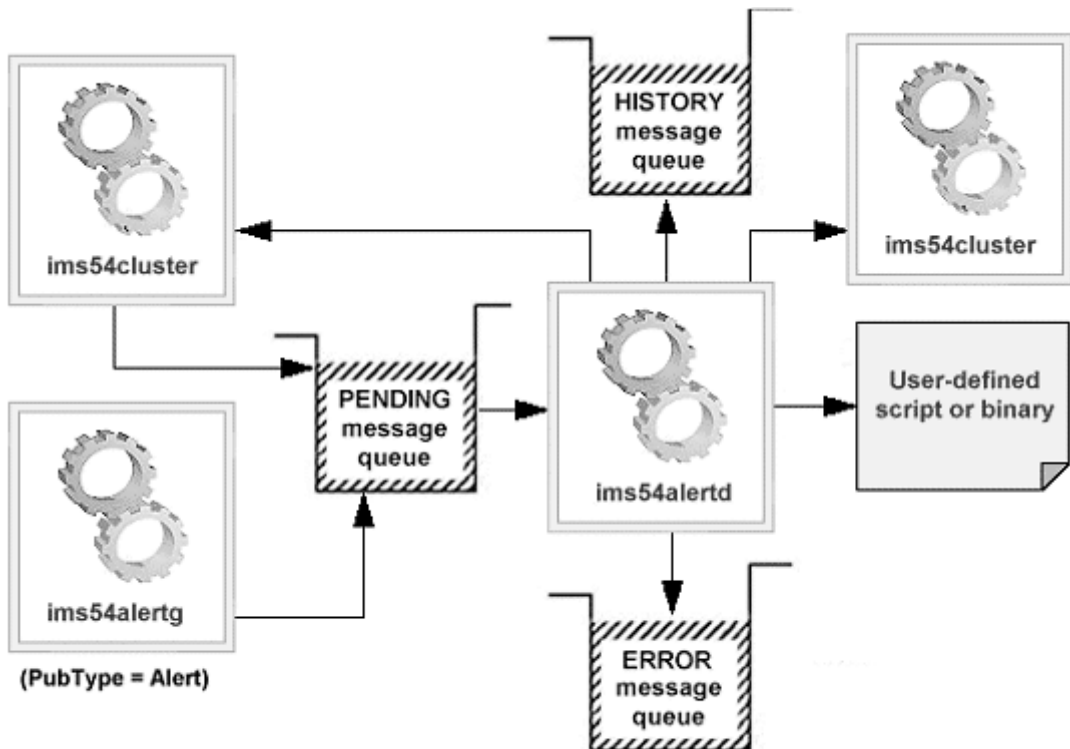 HISTORY
message
queue
ims54cluster
ims54cluster
PENDING
message
queue
ims54alertd
User-defined
script or binary
ims54alertg
(PubType = Alert)
ERROR
message
queue